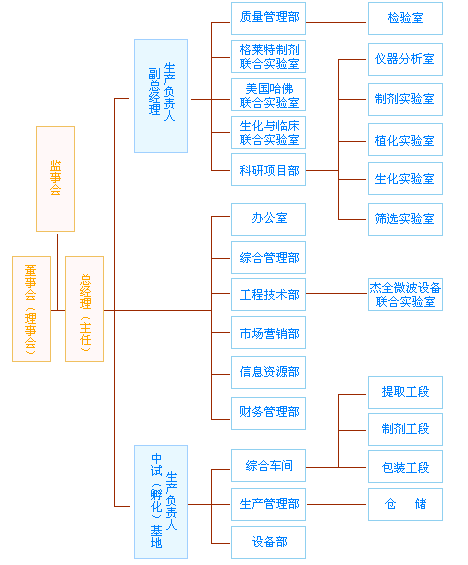 监事会
董事会（理事会）
总经理（主任）
生产负责人
副总经理
质量管理部
格莱特制剂
联合实验室
美国哈佛
联合实验室
生化与临床
联合实验室
科研项目部
检验室
仪器分析室
制剂实验室
植化实验室
生化实验室
筛选实验室
办公室
综合管理部
工程技术部
市场营销部
信息资源部
财务管理部
杰全微波设备
联合实验室
生产负责人
中试（孵化）基地
综合车间
生产管理部
设备部
提取工段
制剂工段
包装工段
仓 储